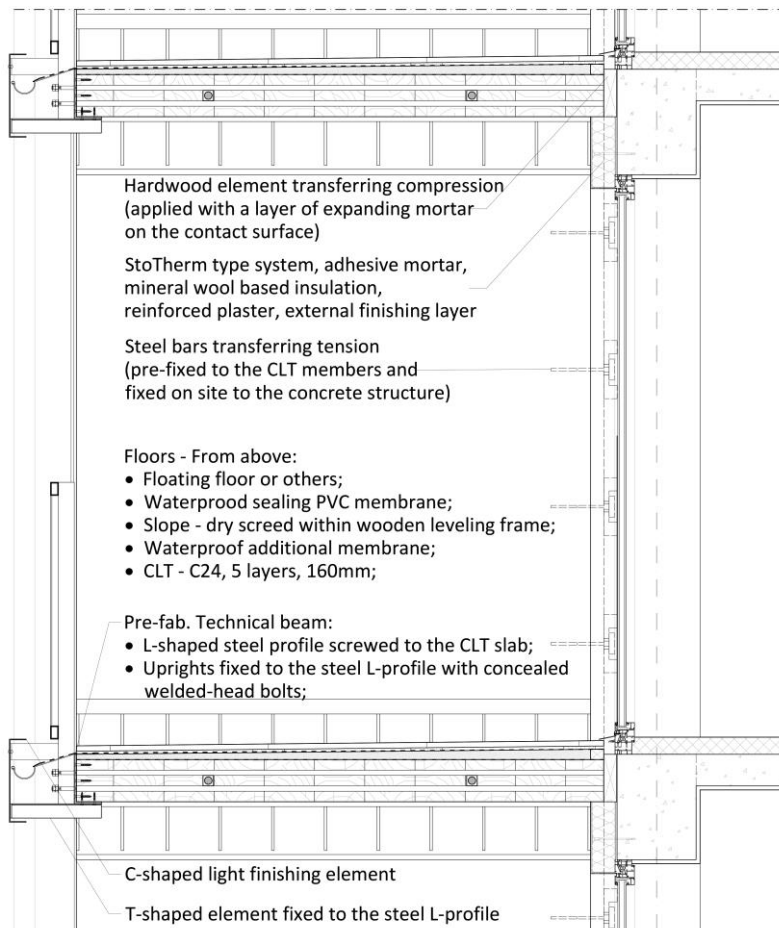 Hardwood element transferring compression
(applied with a layer of expanding mortar
on the contact surface)
StoTherm type system, adhesive mortar,
mineral wool based insulation,
reinforced plaster, external finishing layer
Steel bars transferring tension
(pre-fixed to the CLT members and
fixed on site to the concrete structure)
Floors - From above:
• Floating floor or others;
• Waterprood sealing PVC membrane;
• Slope - dry screed within wooden leveling frame;
• Waterproof additional membrane;
• CLT - C24, 5 layers, 160mm;
Pre-fab. Technical beam:
• L-shaped steel profile screwed to the CLT slab;
• Uprights fixed to the steel L-profile with concealed
welded-head bolts;
C-shaped light finishing element
T-shaped element fixed to the steel L-profile